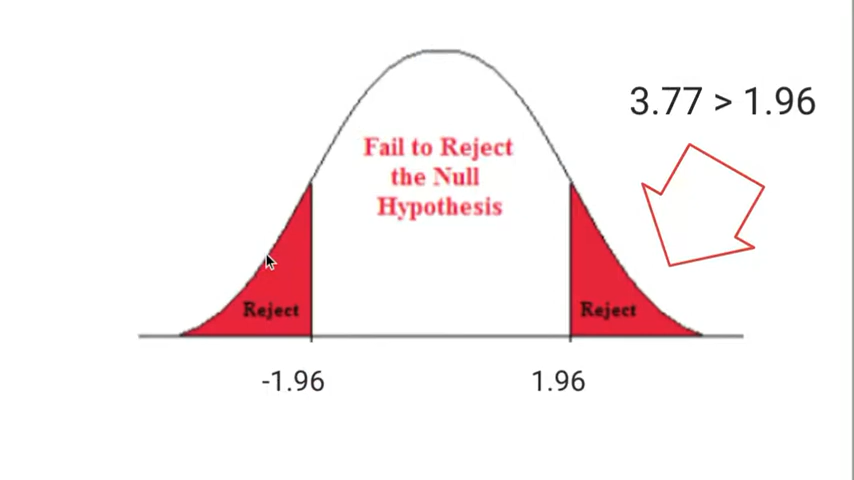 3.77 > 1.96
Fail to Reject
the Null
Hypothesis
Reject
Reject
-1.96
1.96